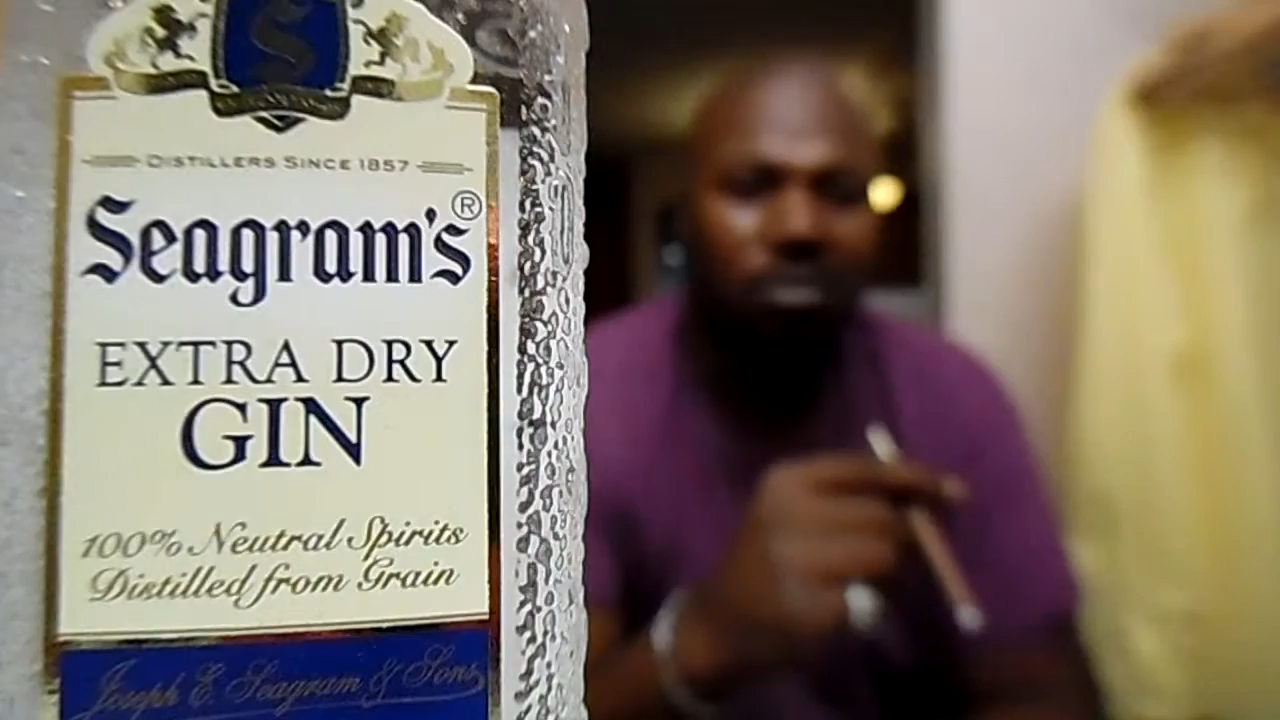 DISTILLERS SINCE 1857
Seagram's®
EXTRA DRY
GIN
100% Neutral Spirits
Distilled from Grain
Joseph E. Seagram & Sons